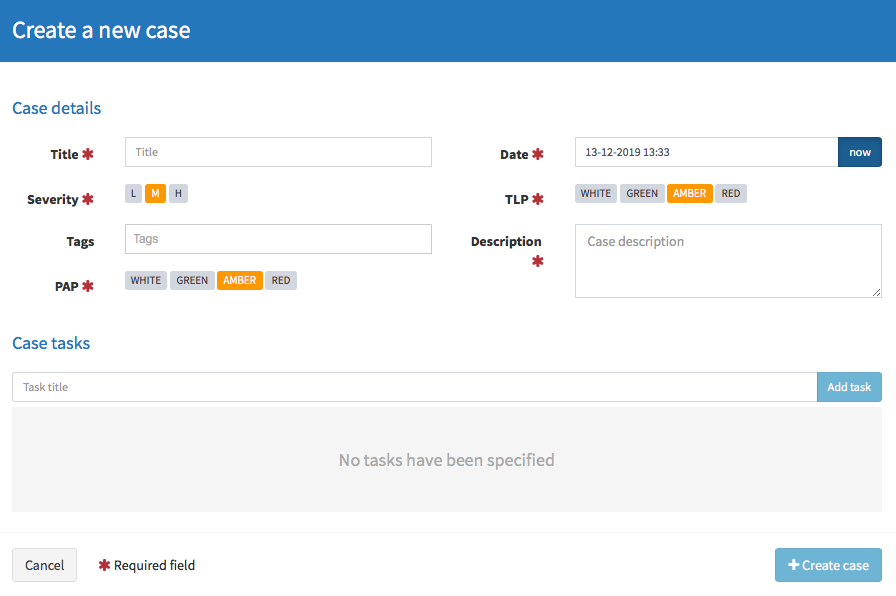 Create a new case
Case details
Title ✱ Title
Date ✱ 13-12-2019 13:33 now
Severity ✱ L M H
TLP ✱ WHITE GREEN AMBER RED
Tags Tags
Description ✱ Case description
PAP ✱ WHITE GREEN AMBER RED
Case tasks
Task title Add task
No tasks have been specified
Cancel ✱ Required field + Create case